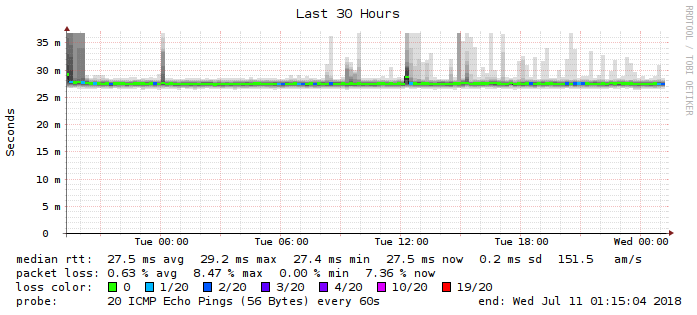 Last 30 Hours
RRDTOOL / TOBI OETIKER
Seconds
35 m
30 m
25 m
20 m
15 m
10 m
5 m
0
Tue 00:00 Tue 06:00 Tue 12:00 Tue 18:00 Wed 00:00
median rtt: 27.5 ms avg 29.2 ms max 27.4 ms min 27.5 ms now 0.2 ms sd 151.5 am/s
packet loss: 0.63 % avg 8.47 % max 0.00 % min 7.36 % now
loss color: 0 1/20 2/20 3/20 4/20 10/20 19/20
probe: 20 ICMP Echo Pings (56 Bytes) every 60s end: Wed Jul 11 01:15:04 2018